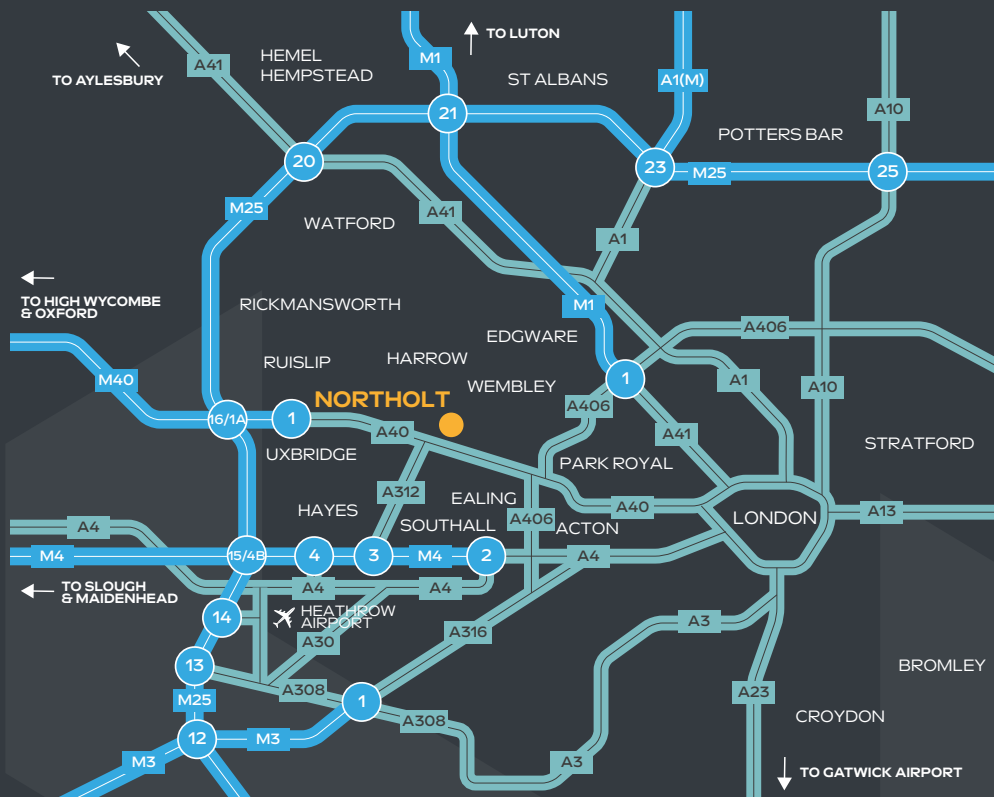 TO LUTON
HEMEL
HEMPSTEAD
M1
A41
ST ALBANS
TO AYLESBURY
A1(M)
A10
21
POTTERS BAR
20
23
M25
25
M25
A41
WATFORD
A1
TO HIGH WYCOMBE
& OXFORD
RICKMANSWORTH
M1
A406
EDGWARE
RUISLIP
HARROW
M40
1
A1
WEMBLEY
A10
NORTHOLT
A406
16/1A
1
A40
A41
STRATFORD
UXBRIDGE
PARK ROYAL
A312
EALING
A40
HAYES
A406
LONDON
A13
A4
SOUTHALL
ACTON
M4
15/4B
4
3
M4
2
A4
TO SLOUGH
& MAIDENHEAD
A4
A4
14
HEATHROW
AIRPORT
A3
A30
A316
13
BROMLEY
M25
A308
1
A23
A308
CROYDON
12
M3
M3
A3
TO GATWICK AIRPORT